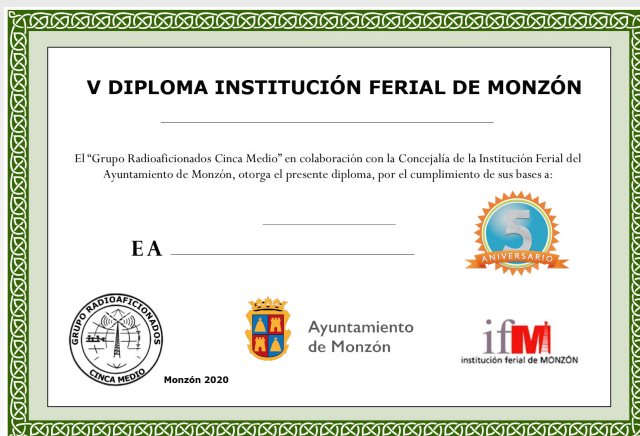 V DIPLOMA INSTITUCIÓN FERIAL DE MONZÓN
El “Grupo Radioaficionados Cinca Medio” en colaboración con la Concejalía de la Institución Ferial del
Ayuntamiento de Monzón, otorga el presente diploma, por el cumplimiento de sus bases a:
EA
5
ANIVERSARIO
GRUPO RADIOAFICIONADOS
CINCA MEDIO
Monzón 2020
Ayuntamiento
de Monzón
ifM
institución ferial de MONZÓN